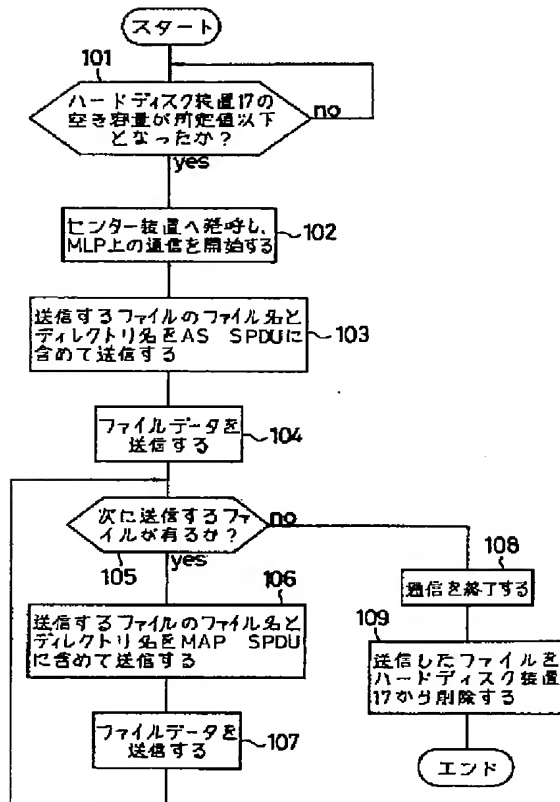 スタート
101
ハードディスク装置17の
空き容量が所定値以下
となったか？
no
yes
センター装置へ発呼し、
MLP上の通信を開始する
102
送信するファイルのファイル名と
ディレクトリ名をAS SPDUに
含めて送信する
103
ファイルデータを
送信する
104
次に送信するファ
イルが有るか？
no
105
yes
106
送信するファイルのファイル名と
ディレクトリ名をMAP SPDU
に含めて送信する
ファイルデータを
送信する
107
108
通信を終了する
109
送信したファイルを
ハードディスク装置
17から削除する
エンド